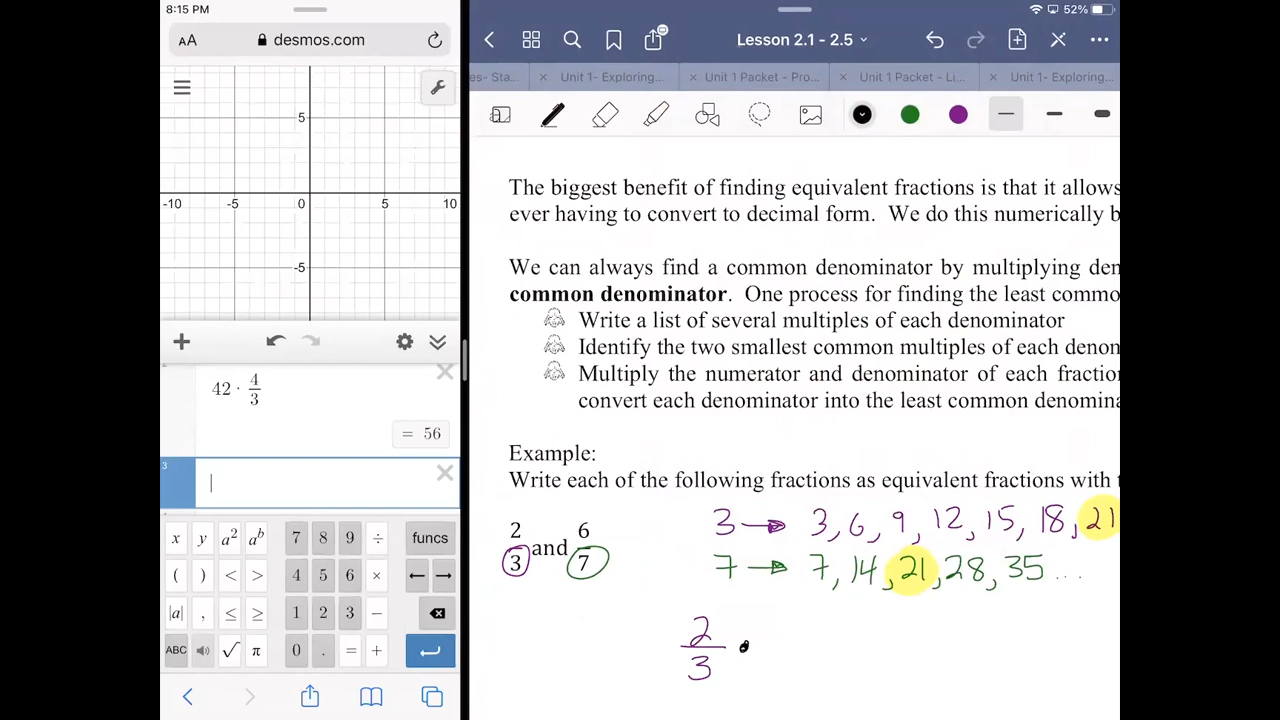 8:15 PM
AA desmos.com
5
-10 -5 0 5 10
-5
42 · 4/3
= 56
3
x y a² aᵇ 7 8 9 ÷ funcs
( ) < > 4 5 6 ×
|a| , ≤ ≥ 1 2 3 −
ABC √ π 0 . = +
52%
Lesson 2.1 - 2.5
es- Sta... × Unit 1- Exploring... × Unit 1 Packet - Pro... × Unit 1 Packet - Li... × Unit 1- Exploring...
The biggest benefit of finding equivalent fractions is that it allows
ever having to convert to decimal form. We do this numerically b
We can always find a common denominator by multiplying den
common denominator. One process for finding the least commo
Write a list of several multiples of each denominator
Identify the two smallest common multiples of each denon
Multiply the numerator and denominator of each fraction
convert each denominator into the least common denomina
Example:
Write each of the following fractions as equivalent fractions with t
2/3 and 6/7
3 → 3, 6, 9, 12, 15, 18, 21
7 → 7, 14, 21, 28, 35 ....
2/3 ·